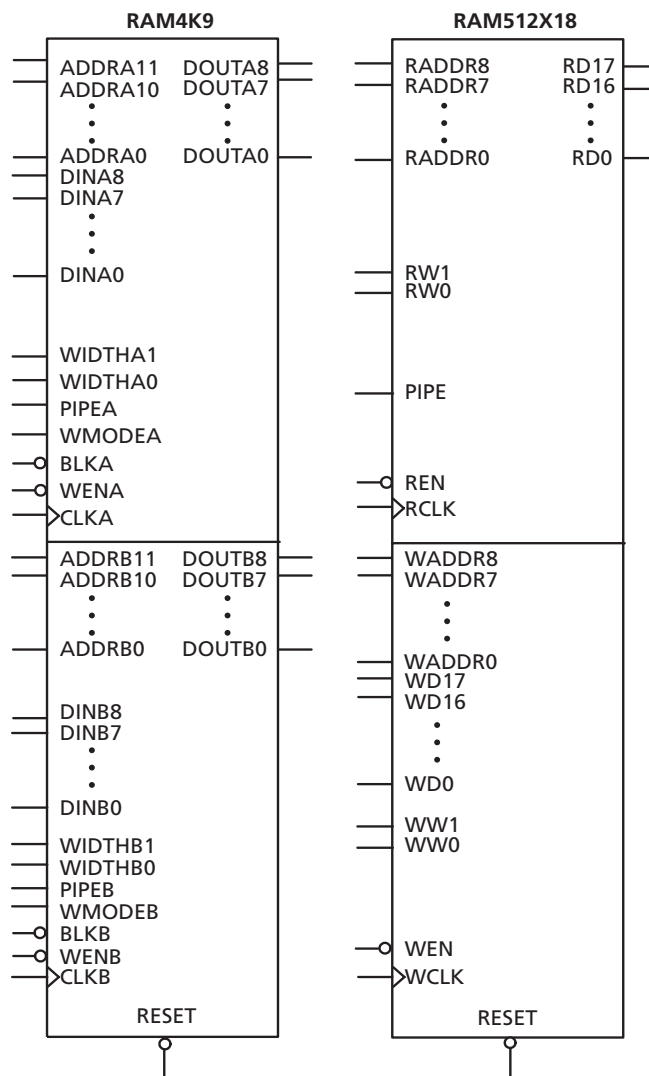 RAM4K9
ADDRA11 DOUTA8
ADDRA10 DOUTA7
ADDRA0 DOUTA0
DINA8
DINA7
DINA0
WIDTHA1
WIDTHA0
PIPEA
WMODEA
BLKA
WENA
CLKA
ADDRB11 DOUTB8
ADDRB10 DOUTB7
ADDRB0 DOUTB0
DINB8
DINB7
DINB0
WIDTHB1
WIDTHB0
PIPEB
WMODEB
BLKB
WENB
CLKB
RESET
RAM512X18
RADDR8 RD17
RADDR7 RD16
RADDR0 RD0
RW1
RW0
PIPE
REN
RCLK
WADDR8
WADDR7
WADDR0
WD17
WD16
WD0
WW1
WW0
WEN
WCLK
RESET